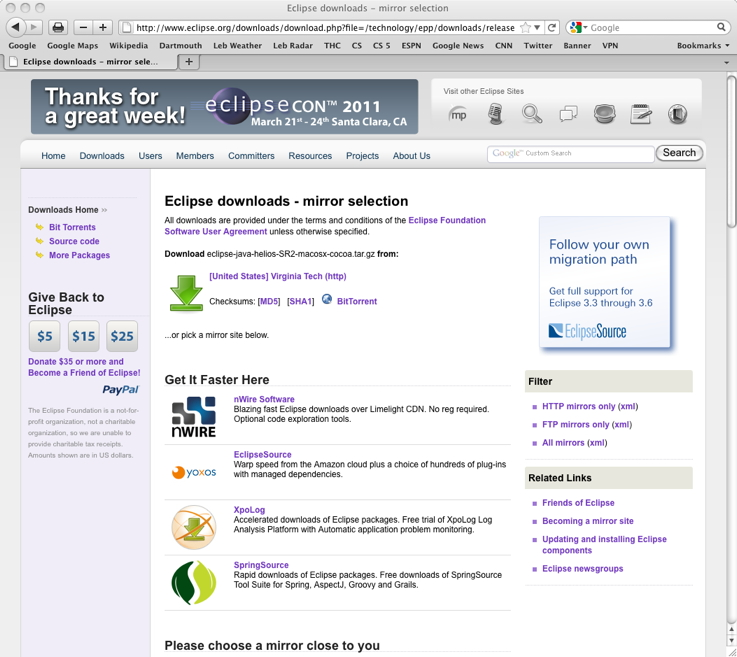 Eclipse downloads - mirror selection
http://www.eclipse.org/downloads/download.php?file=/technology/epp/downloads/release
Google
Google Google Maps Wikipedia Dartmouth Leb Weather Leb Radar THC CS CS 5 ESPN Google News CNN Twitter Banner VPN Bookmarks
Eclipse downloads - mirror sele...
Thanks for
a great week!
eclipseCON™ 2011
March 21st - 24th Santa Clara, CA
Visit other Eclipse Sites
mp
Home Downloads Users Members Committers Resources Projects About Us
Google™ Custom Search
Search
Downloads Home »
Bit Torrents
Source code
More Packages
Give Back to
Eclipse
$5 $15 $25
Donate $35 or more and
Become a Friend of Eclipse!
PayPal
The Eclipse Foundation is a not-for-
profit organization, not a charitable
organization, so we are unable to
provide charitable tax receipts.
Amounts shown are in US dollars.
Eclipse downloads - mirror selection
All downloads are provided under the terms and conditions of the Eclipse Foundation
Software User Agreement unless otherwise specified.
Download eclipse-java-helios-SR2-macosx-cocoa.tar.gz from:
[United States] Virginia Tech (http)
Checksums: [MD5] [SHA1] BitTorrent
...or pick a mirror site below.
Get It Faster Here
nWire Software
Blazing fast Eclipse downloads over Limelight CDN. No reg required.
Optional code exploration tools.
nWIRE
EclipseSource
Warp speed from the Amazon cloud plus a choice of hundreds of plug-ins
with managed dependencies.
yoxos
XpoLog
Accelerated downloads of Eclipse packages. Free trial of XpoLog Log
Analysis Platform with Automatic application problem monitoring.
SpringSource
Rapid downloads of Eclipse packages. Free downloads of SpringSource
Tool Suite for Spring, AspectJ, Groovy and Grails.
Please choose a mirror close to you
Follow your own
migration path
Get full support for
Eclipse 3.3 through 3.6
EclipseSource
Filter
HTTP mirrors only (xml)
FTP mirrors only (xml)
All mirrors (xml)
Related Links
Friends of Eclipse
Becoming a mirror site
Updating and installing Eclipse
components
Eclipse newsgroups